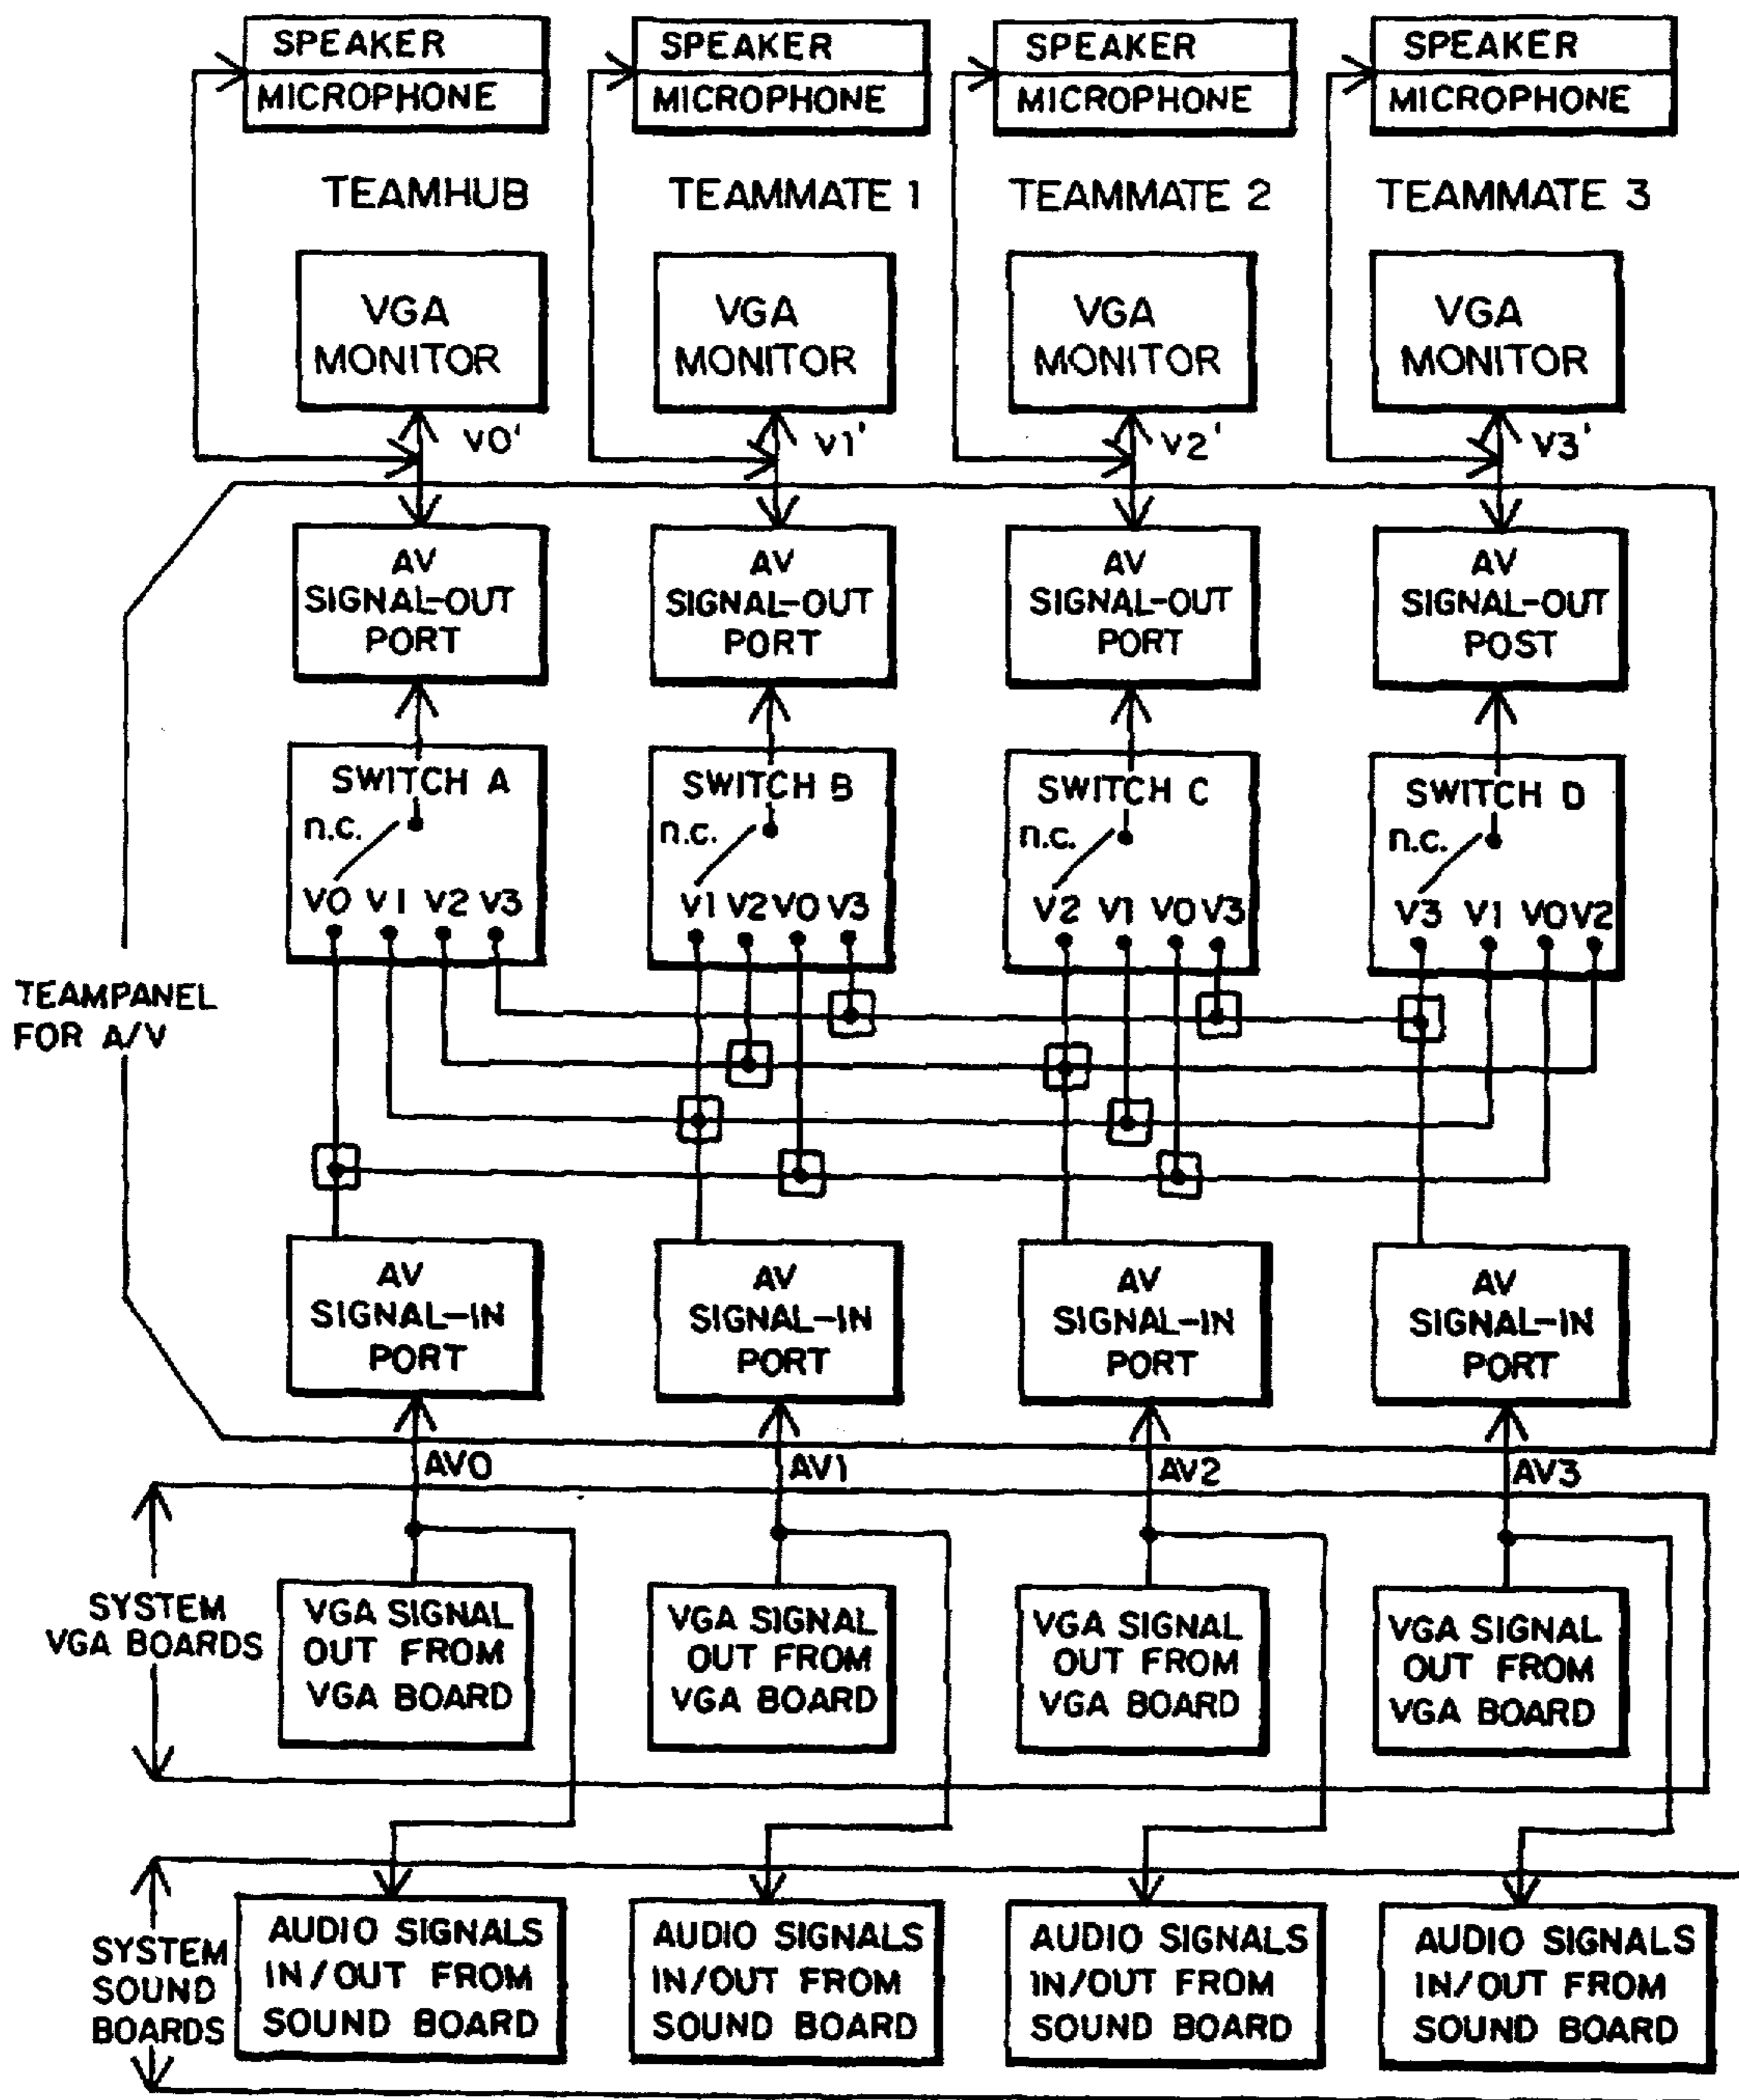 SPEAKER
MICROPHONE
SPEAKER
MICROPHONE
SPEAKER
MICROPHONE
SPEAKER
MICROPHONE
TEAMHUB
TEAMMATE 1
TEAMMATE 2
TEAMMATE 3
VGA
MONITOR
VGA
MONITOR
VGA
MONITOR
VGA
MONITOR
V0'
V1'
V2'
V3'
AV
SIGNAL-OUT
PORT
AV
SIGNAL-OUT
PORT
AV
SIGNAL-OUT
PORT
AV
SIGNAL-OUT
POST
SWITCH A
n.c.
V0 V1 V2 V3
SWITCH B
n.c.
V1 V2 V0 V3
SWITCH C
n.c.
V2 V1 V0 V3
SWITCH D
n.c.
V3 V1 V0 V2
TEAMPANEL
FOR A/V
AV
SIGNAL-IN
PORT
AV
SIGNAL-IN
PORT
AV
SIGNAL-IN
PORT
AV
SIGNAL-IN
PORT
AV0
AV1
AV2
AV3
SYSTEM
VGA BOARDS
VGA SIGNAL
OUT FROM
VGA BOARD
VGA SIGNAL
OUT FROM
VGA BOARD
VGA SIGNAL
OUT FROM
VGA BOARD
VGA SIGNAL
OUT FROM
VGA BOARD
SYSTEM
SOUND
BOARDS
AUDIO SIGNALS
IN/OUT FROM
SOUND BOARD
AUDIO SIGNALS
IN/OUT FROM
SOUND BOARD
AUDIO SIGNALS
IN/OUT FROM
SOUND BOARD
AUDIO SIGNALS
IN/OUT FROM
SOUND BOARD